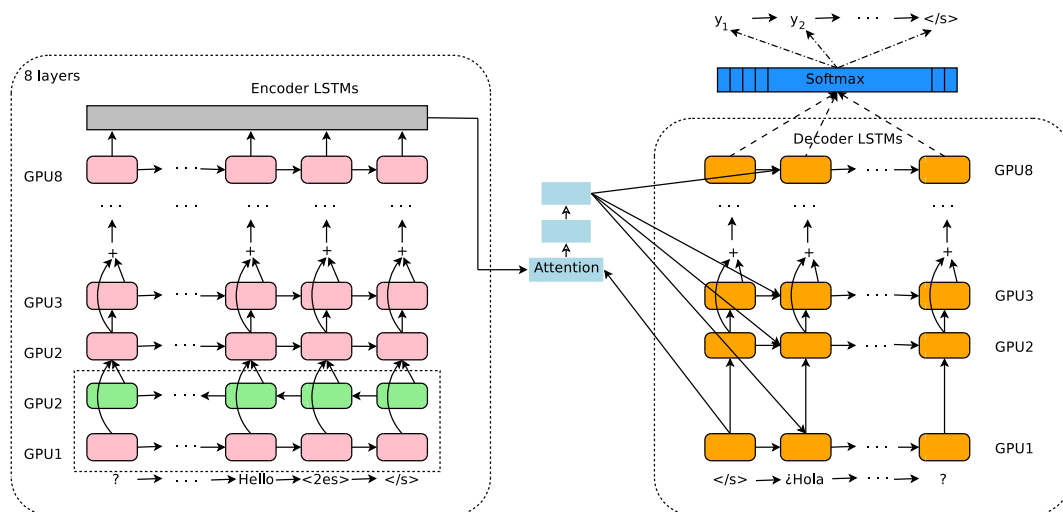 y1 y2 . . . </s>
8 layers
Softmax
Encoder LSTMs
Decoder LSTMs
GPU8 . . . GPU8
. . . . . . . . . . . . . . . . . . . . . . . .
+ + + + + + +
Attention
GPU3 . . . . . . GPU3
GPU2 . . . . . . GPU2
GPU2 . . .
GPU1 . . . . . . GPU1
? . . . Hello <2es> </s> </s> ¿Hola . . . ?